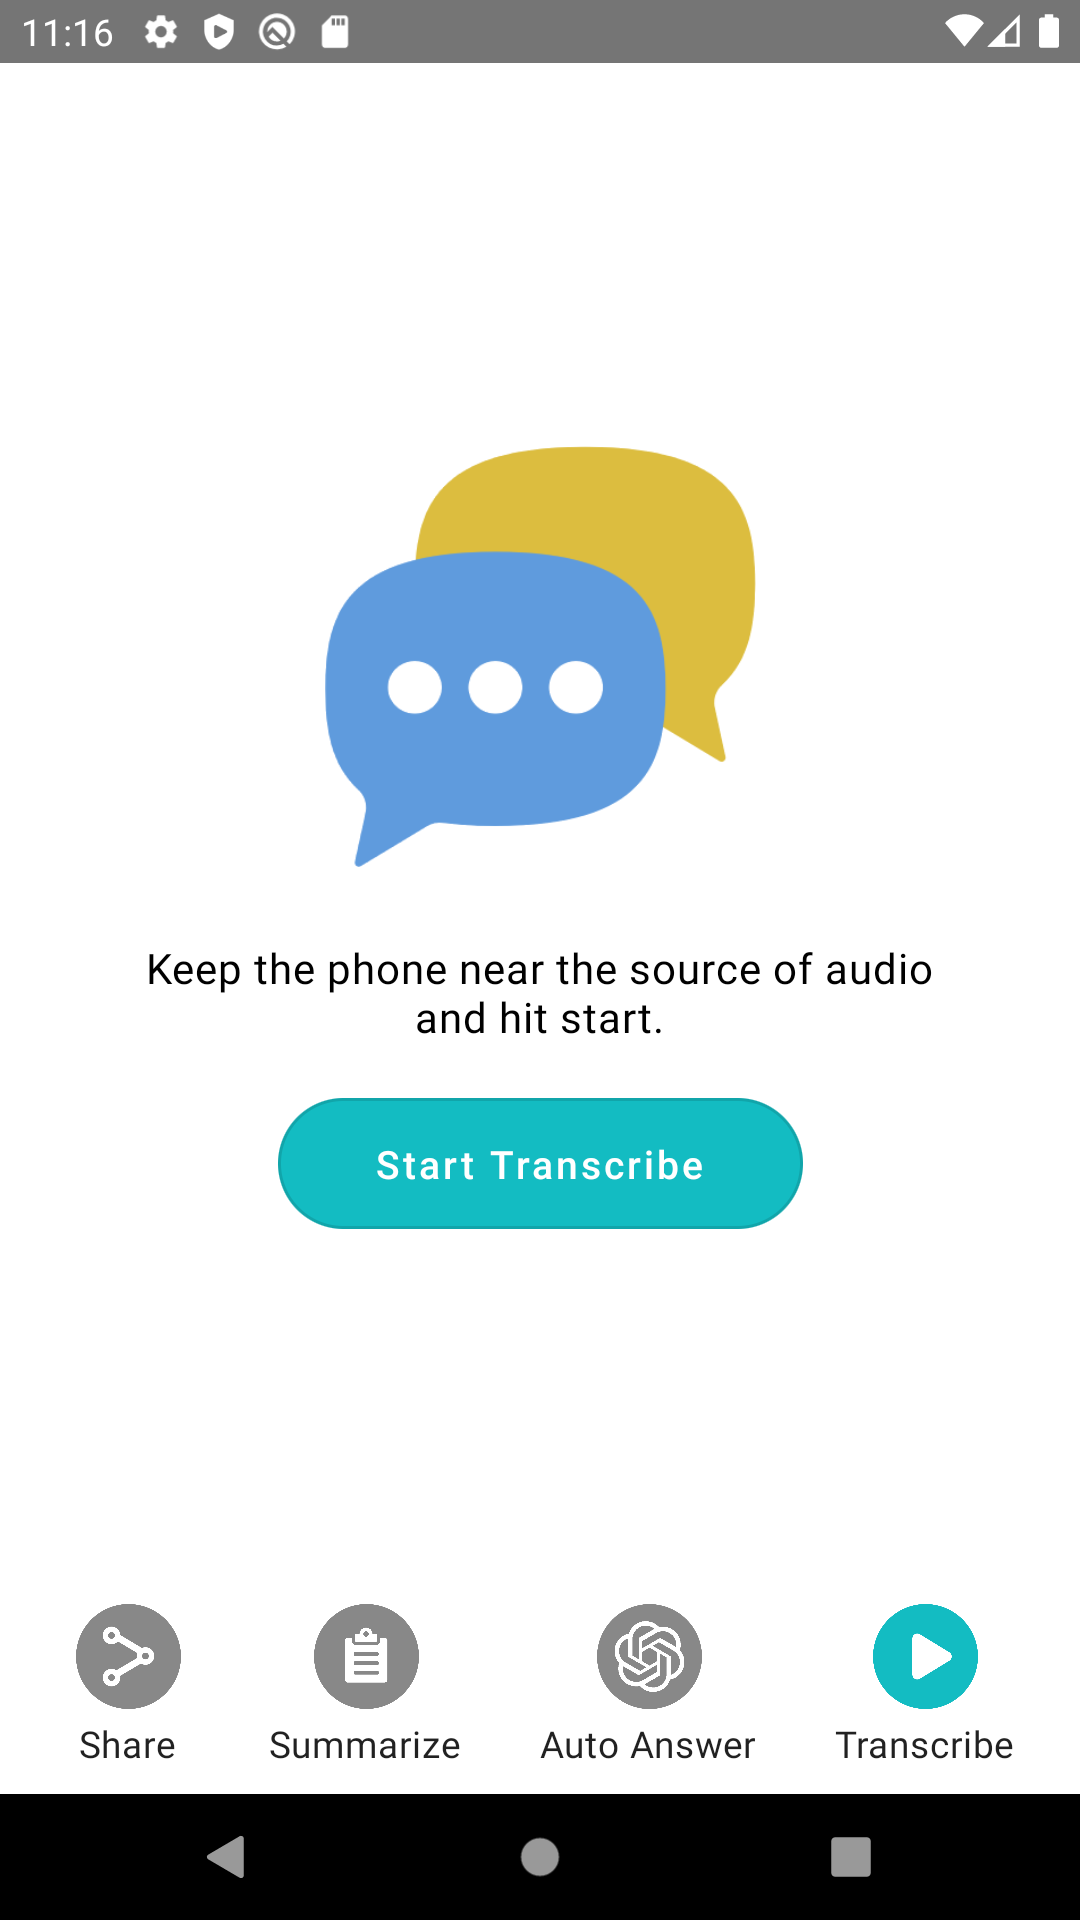 11:16
Keep the phone near the source of audio
and hit start.
Start Transcribe
Share Summarize Auto Answer Transcribe